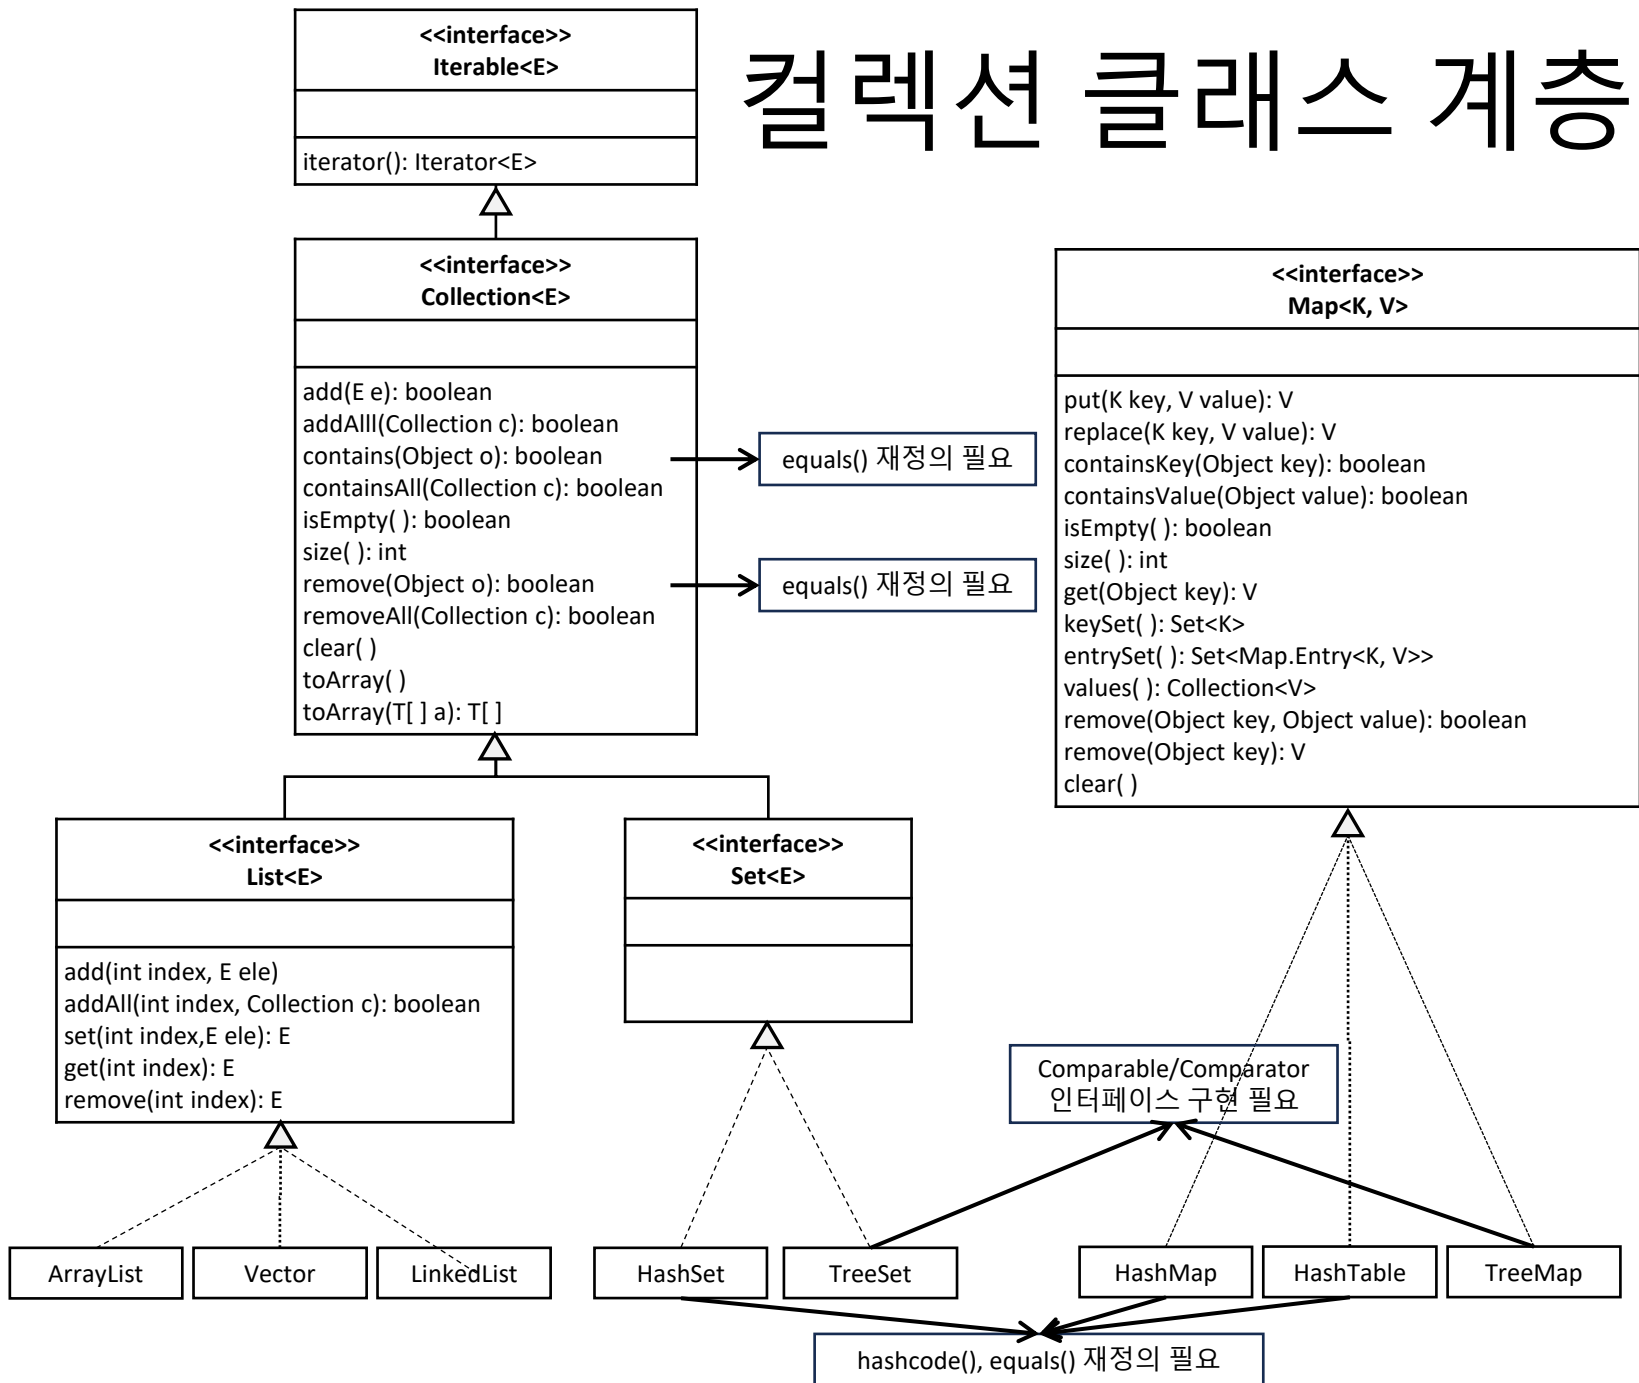 컬렉션 클래스 계층
<<interface>>
Iterable<E>
iterator(): Iterator<E>
<<interface>>
Collection<E>
add(E e): boolean
addAlll(Collection c): boolean
contains(Object o): boolean
containsAll(Collection c): boolean
isEmpty( ): boolean
size( ): int
remove(Object o): boolean
removeAll(Collection c): boolean
clear( )
toArray( )
toArray(T[ ] a): T[ ]
equals() 재정의 필요
equals() 재정의 필요
<<interface>>
Map<K, V>
put(K key, V value): V
replace(K key, V value): V
containsKey(Object key): boolean
containsValue(Object value): boolean
isEmpty( ): boolean
size( ): int
get(Object key): V
keySet( ): Set<K>
entrySet( ): Set<Map.Entry<K, V>>
values( ): Collection<V>
remove(Object key, Object value): boolean
remove(Object key): V
clear( )
<<interface>>
List<E>
add(int index, E ele)
addAll(int index, Collection c): boolean
set(int index,E ele): E
get(int index): E
remove(int index): E
<<interface>>
Set<E>
Comparable/Comparator
인터페이스 구현 필요
ArrayList
Vector
LinkedList
HashSet
TreeSet
HashMap
HashTable
TreeMap
hashcode(), equals() 재정의 필요